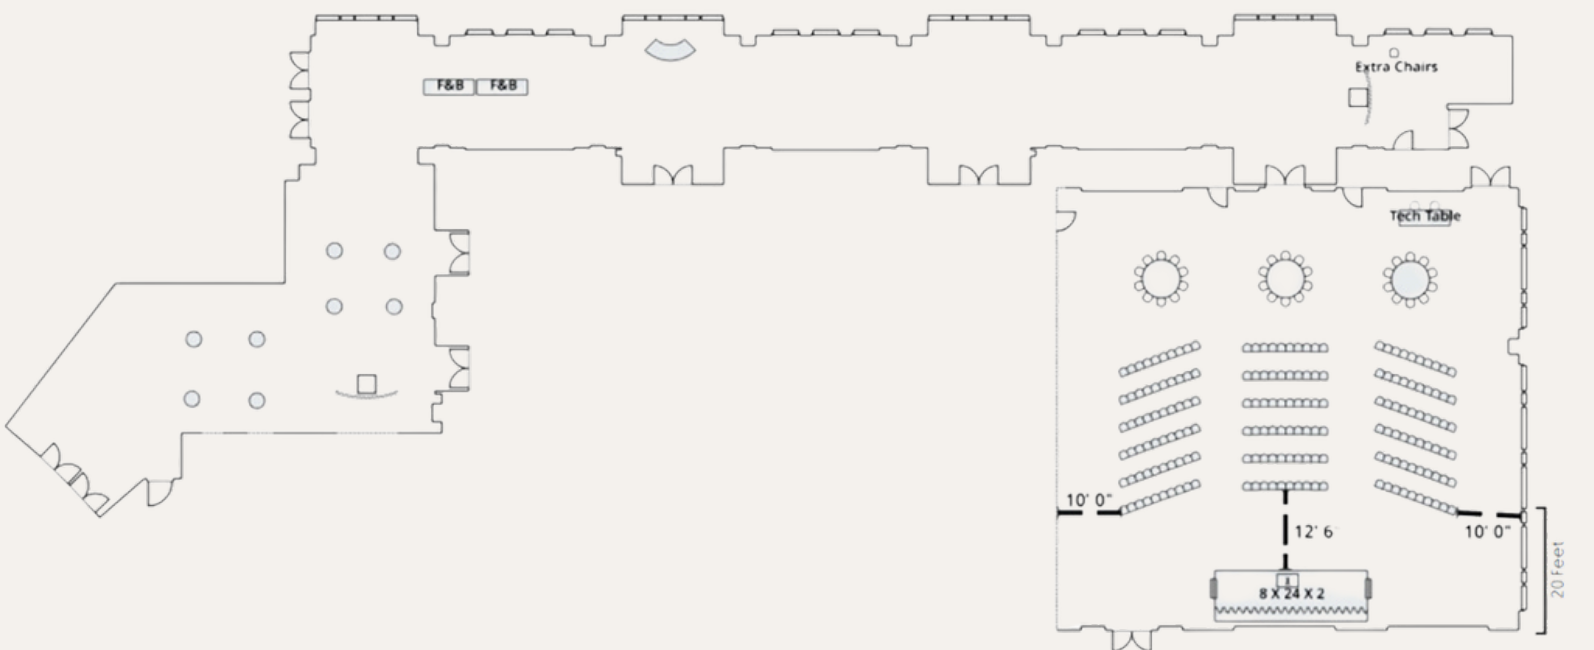 F&B F&B
Extra Chairs
Tech Table
10' 0"
12' 6
10' 0"
8 X 24 X 2
20 Feet